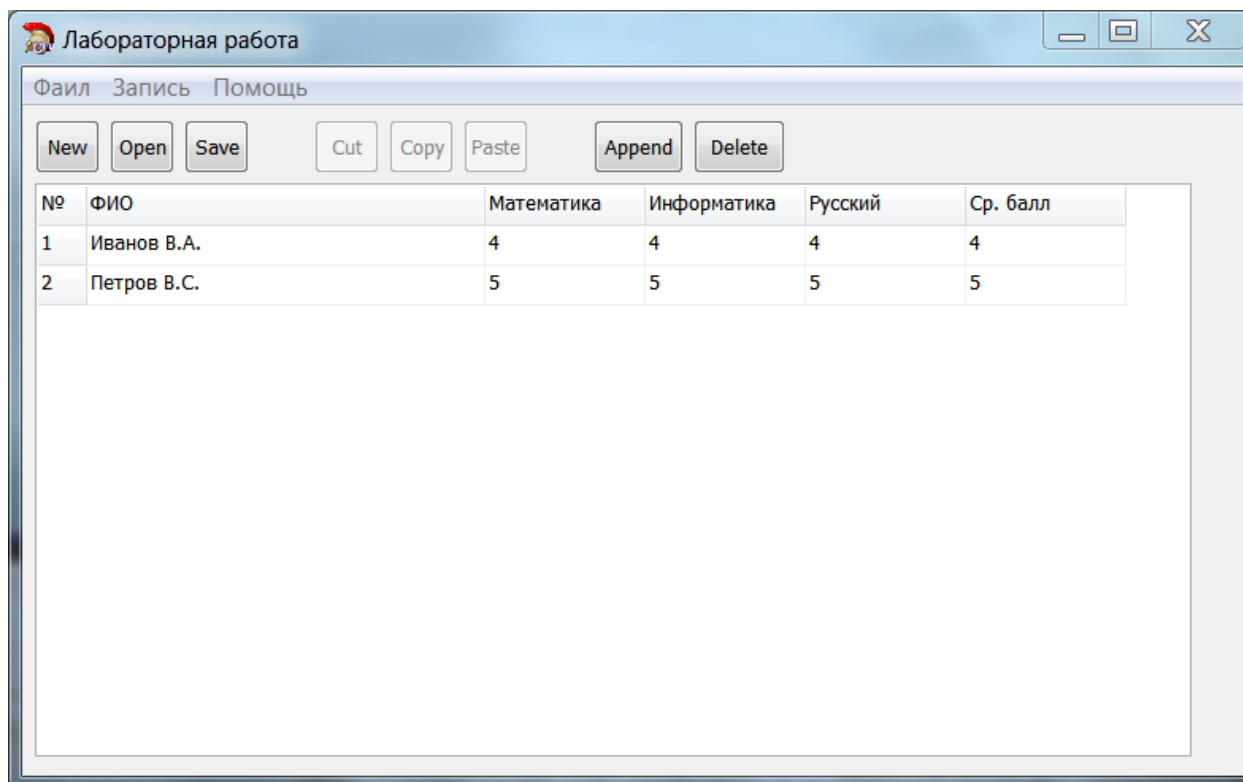 Лабораторная работа
Фаил Запись Помощь
New Open Save Cut Copy Paste Append Delete
№ ФИО Математика Информатика Русский Ср. балл
1 Иванов В.А. 4 4 4 4
2 Петров В.С. 5 5 5 5